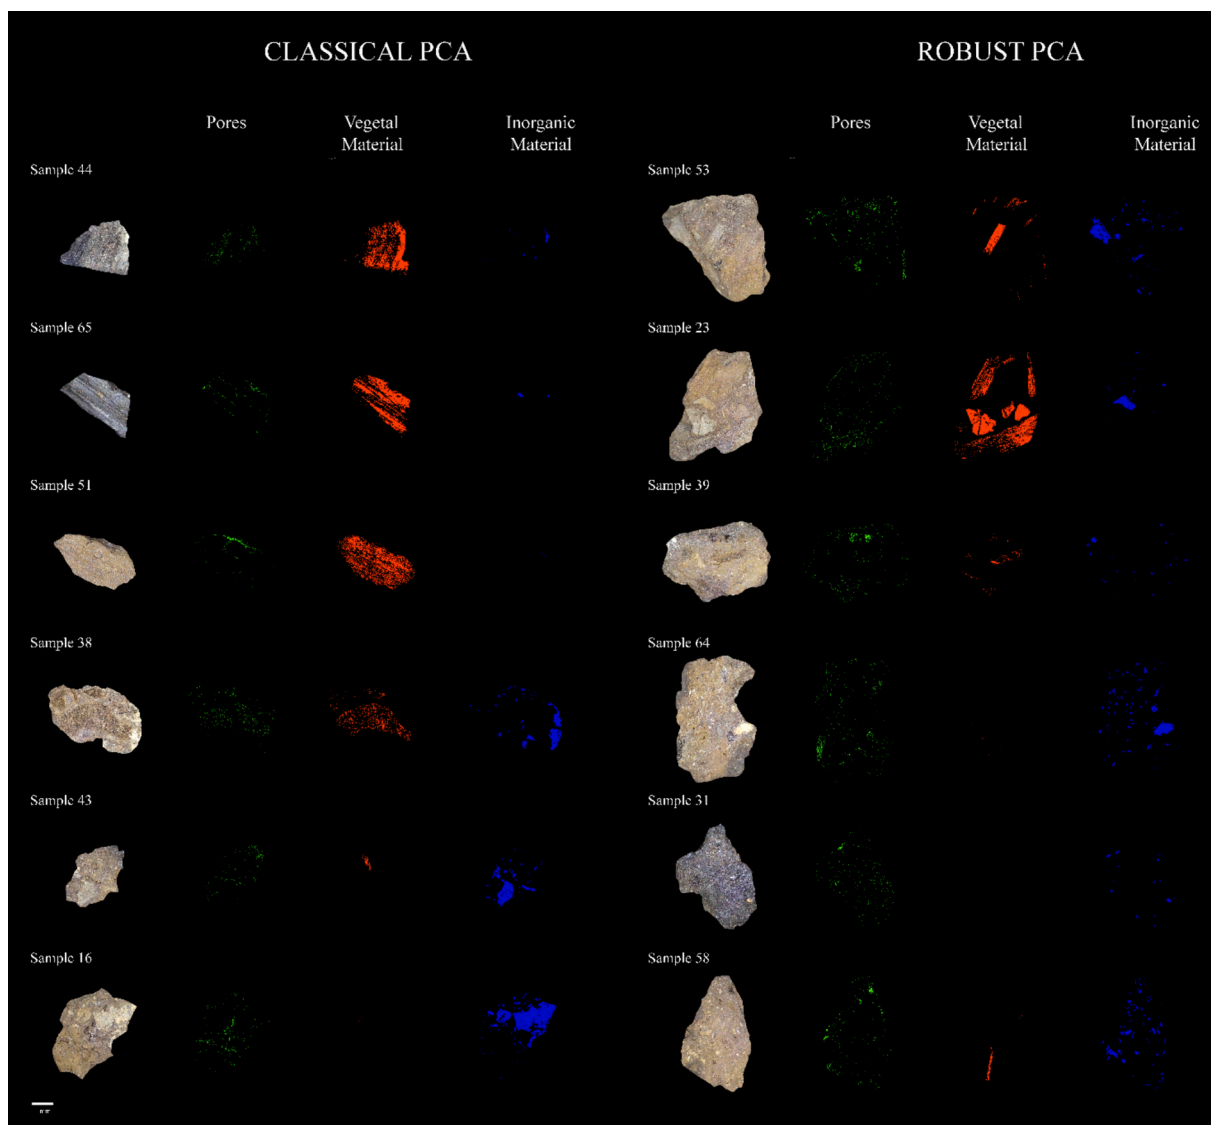 CLASSICAL PCA
ROBUST PCA
Pores
Vegetal
Material
Inorganic
Material
Pores
Vegetal
Material
Inorganic
Material
Sample 44
Sample 53
Sample 65
Sample 23
Sample 51
Sample 39
Sample 38
Sample 64
Sample 43
Sample 31
Sample 16
Sample 58